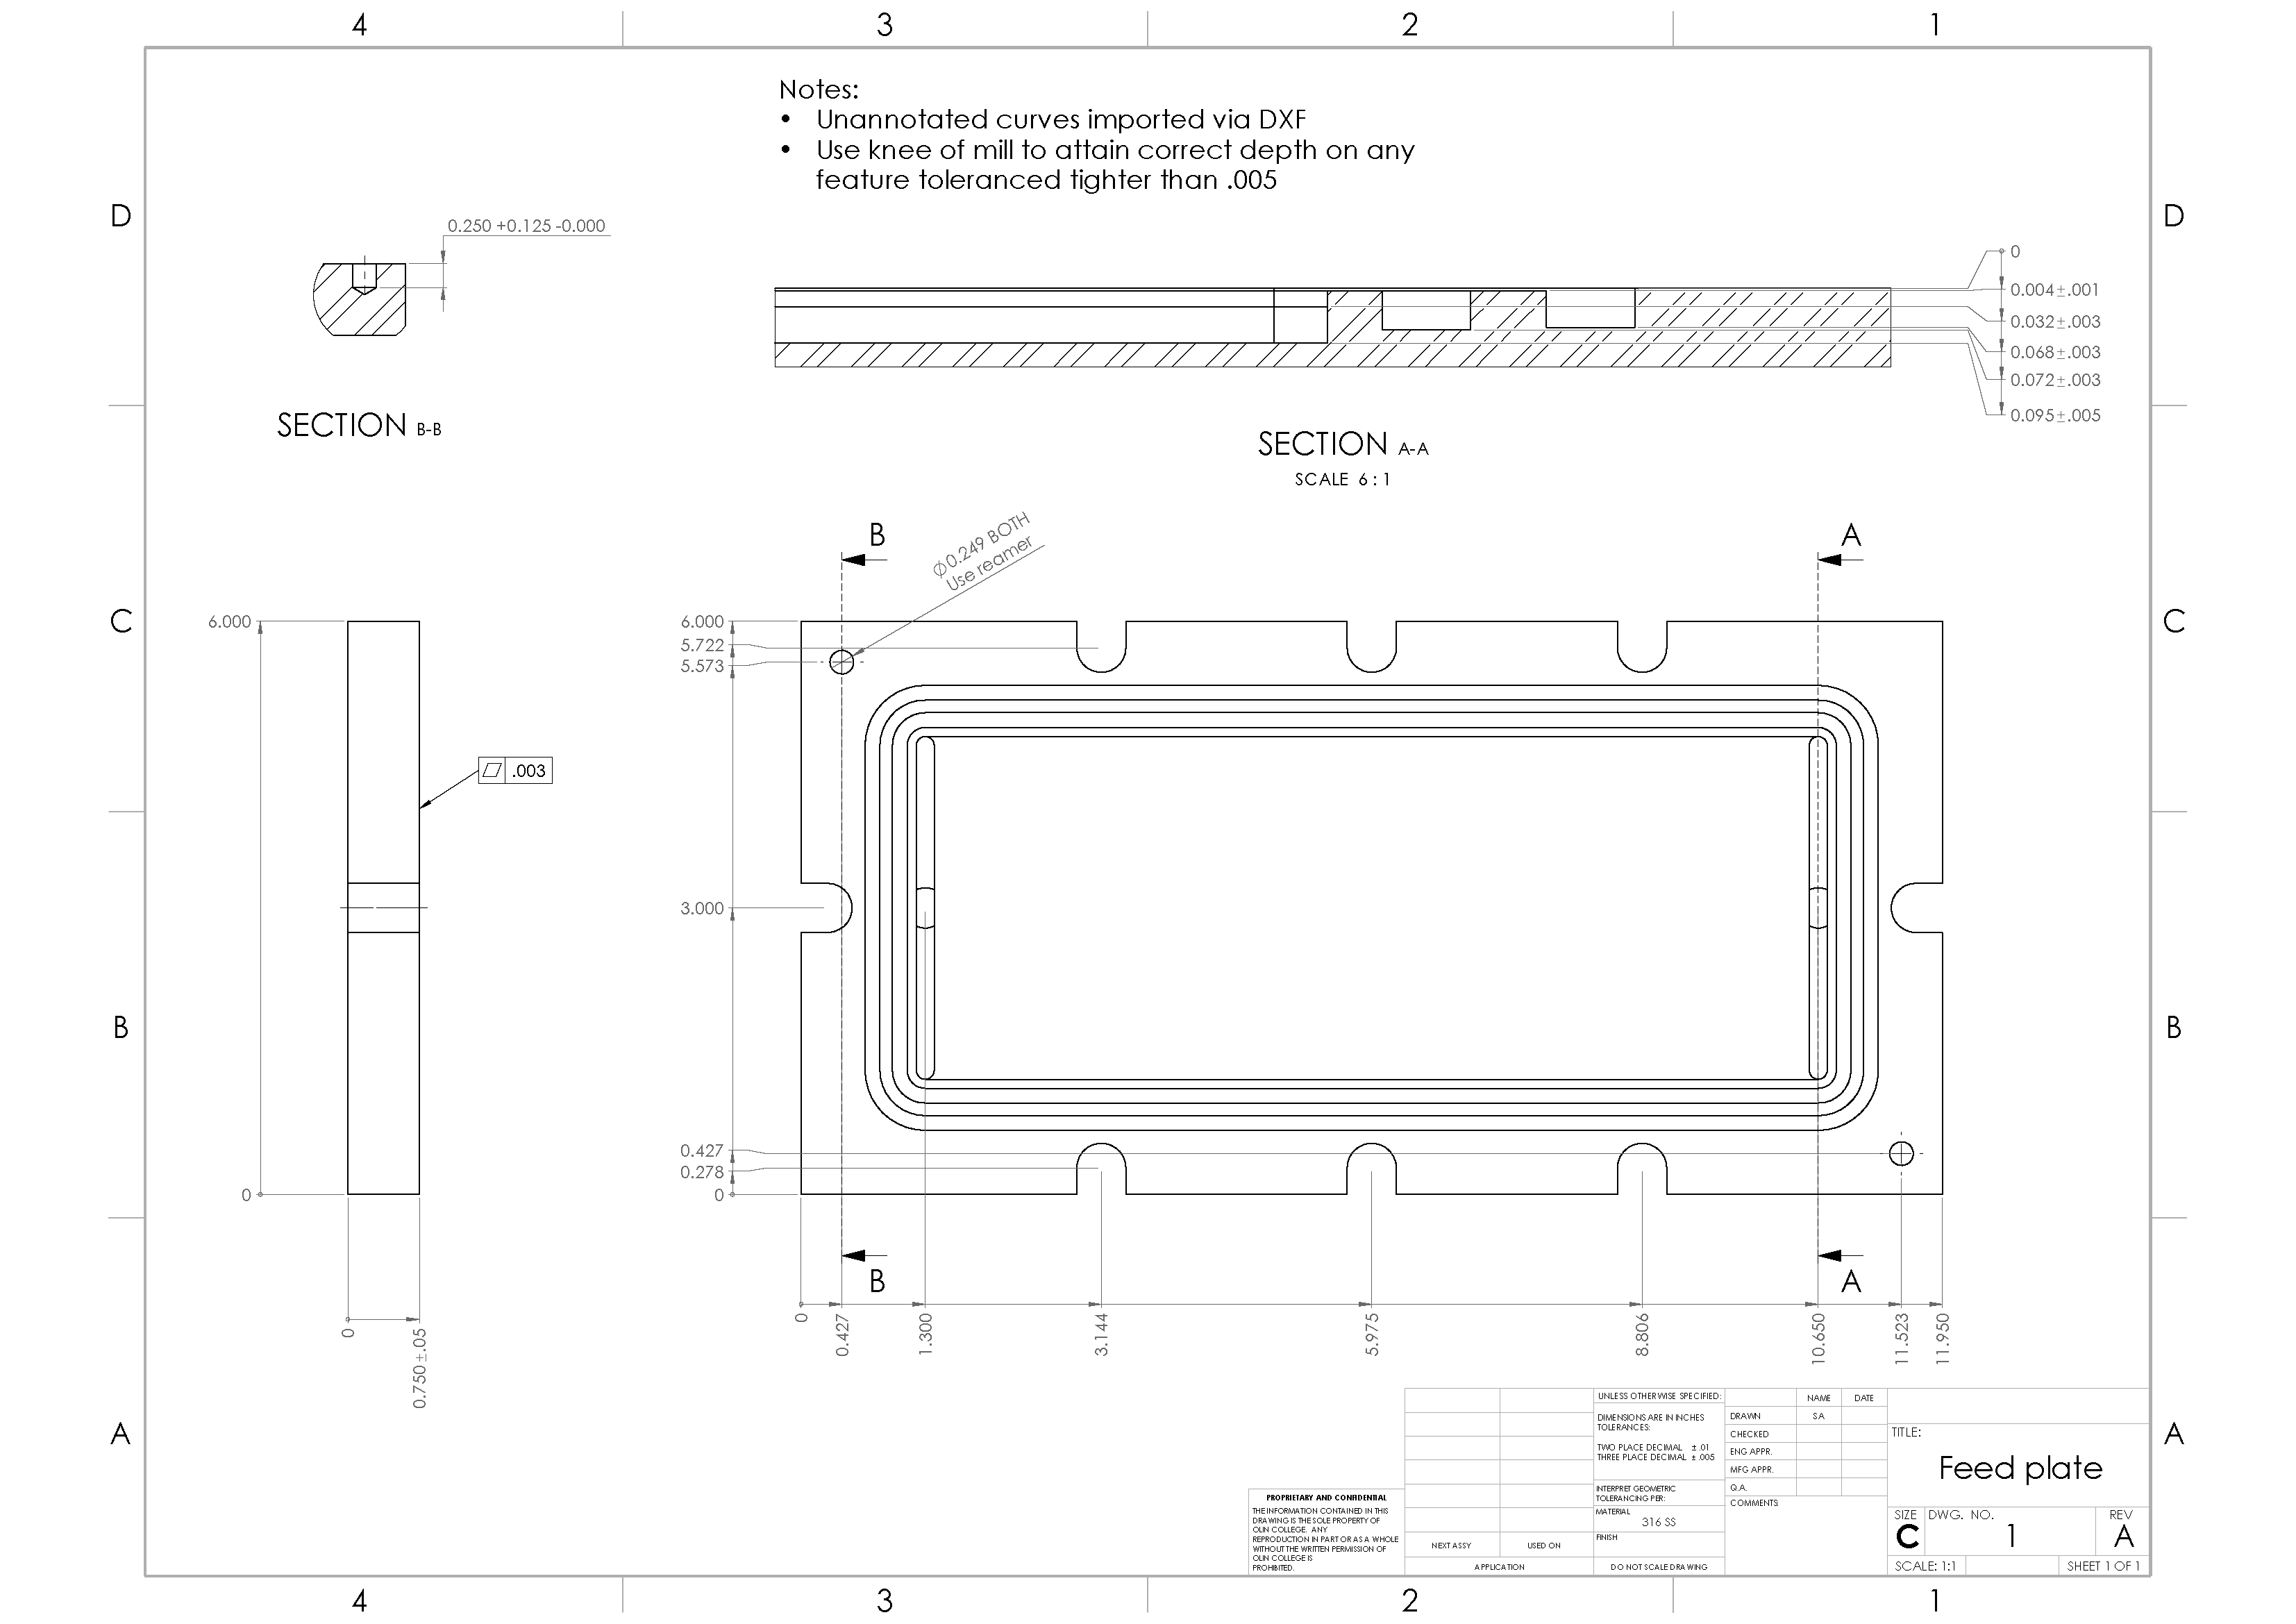 4 3 2 1
Notes:
• Unannotated curves imported via DXF
• Use knee of mill to attain correct depth on any
feature toleranced tighter than .005
D D
0.250 +0.125 -0.000
0
0.004±.001
0.032±.003
0.068±.003
0.072±.003
0.095±.005
SECTION B-B
SECTION A-A
SCALE 6 : 1
B A
Ø0.249 BOTH
Use reamer
C C
6.000
0
.003
0
0.750±.05
6.000
5.722
5.573
3.000
0.427
0.278
0
B B
B A
0
0.427
1.300
3.144
5.975
8.806
10.650
11.523
11.950
A A
PROPRIETARY AND CONFIDENTIAL
THE INFORMATION CONTAINED IN THIS
DRAWING IS THE SOLE PROPERTY OF
OLIN COLLEGE. ANY
REPRODUCTION IN PART OR AS A WHOLE
WITHOUT THE WRITTEN PERMISSION OF
OLIN COLLEGE IS
PROHIBITED.
NEXT ASSY USED ON
APPLICATION
UNLESS OTHERWISE SPECIFIED:
DIMENSIONS ARE IN INCHES
TOLERANCES:
TWO PLACE DECIMAL ± .01
THREE PLACE DECIMAL ± .005
INTERPRET GEOMETRIC
TOLERANCING PER:
MATERIAL
316 SS
FINISH
DO NOT SCALE DRAWING
NAME DATE
DRAWN SA
CHECKED
ENG APPR.
MFG APPR.
Q.A.
COMMENTS
TITLE:
Feed plate
SIZE DWG. NO. REV
C 1 A
SCALE: 1:1 SHEET 1 OF 1
4 3 2 1